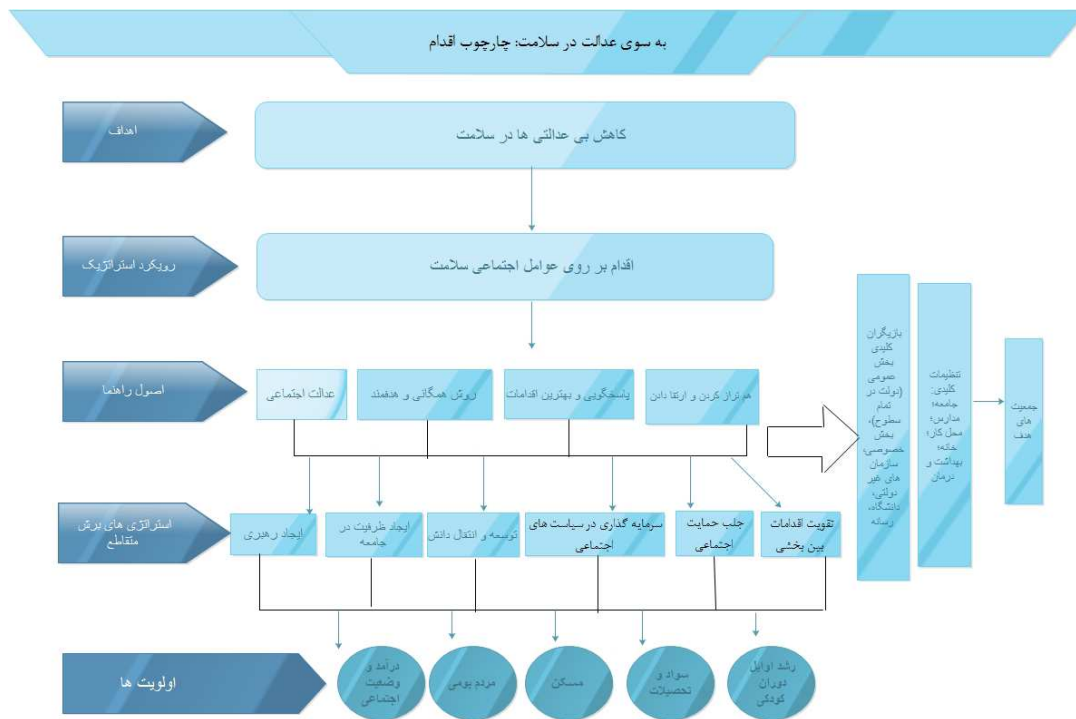 به سوی عدالت در سلامت: چارچوب اقدام
اهداف
کاهش بی عدالتی ها در سلامت
رویکرد استراتژیک
اقدام بر روی عوامل اجتماعی سلامت
اصول راهنما
هم تراز کردن و ارتقا دادن
پاسخگویی و بهترین اقدامات
روش همگانی و هدفمند
عدالت اجتماعی
استراتژی های برش
متقاطع
تقویت اقدامات
بین بخشی
جلب حمایت
اجتماعی
سرمایه گذاری در سیاست های
اجتماعی
توسعه و انتقال دانش
ایجاد ظرفیت در
جامعه
ایجاد رهبری
اولویت ها
رشد اوایل
دوران
کودکی
سواد و
تحصیلات
مسکن
مردم بومی
درآمد و
وضعیت
اجتماعی
بازیگران
کلیدی
بخش
عمومی
(دولت در
تمام
سطوح)،
بخش
خصوصی،
سازمان
های غیر
دولتی،
دانشگاه،
رسانه
تنظیمات
کلیدی:
جامعه؛
مدارس؛
محل کار؛
خانه؛
بهداشت و
درمان
جمعیت
های
هدف